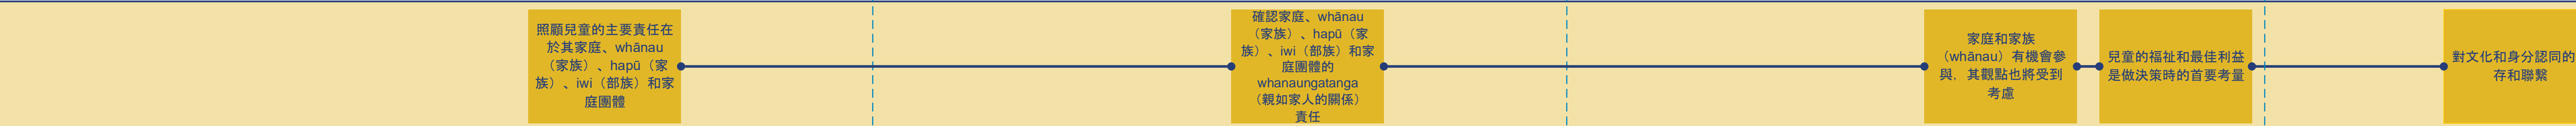 照顧兒童的主要責任在
於其家庭、whānau
（家族）、hapū（家
族）、iwi（部族）和家
庭團體
確認家庭、whānau
（家族）、hapū（家
族）、iwi（部族）和家
庭團體的
whanaungatanga
（親如家人的關係）
責任
家庭和家族
（whānau）有機會參
與，其觀點也將受到
考慮
兒童的福祉和最佳利益
是做決策時的首要考量
對文化和身分認同的
存和聯繫